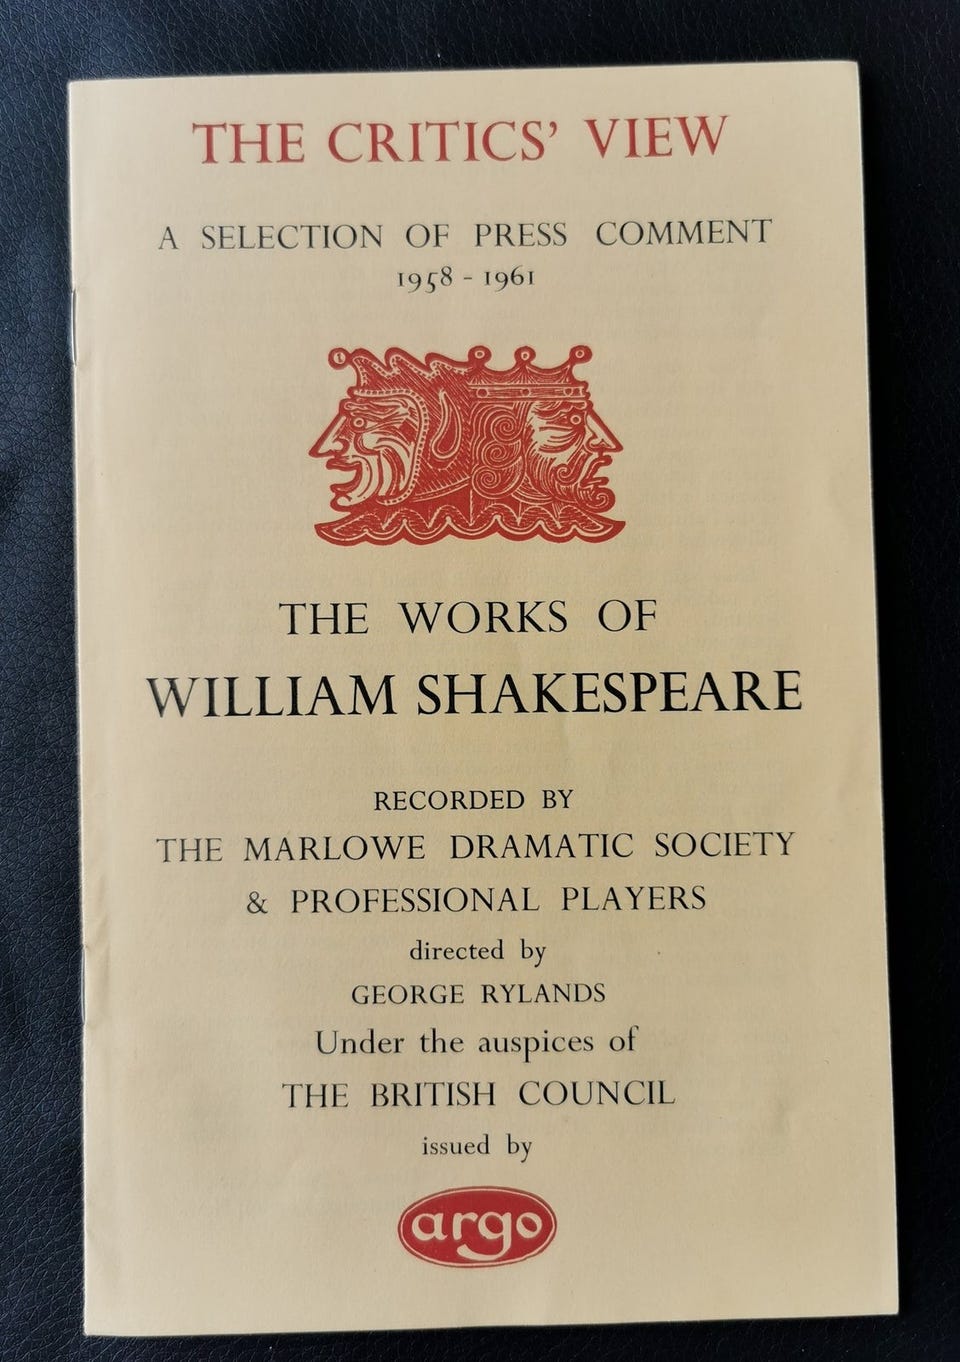 THE CRITICS' VIEW
A SELECTION OF PRESS COMMENT
1958 - 1961
THE WORKS OF
WILLIAM SHAKESPEARE
RECORDED BY
THE MARLOWE DRAMATIC SOCIETY
& PROFESSIONAL PLAYERS
directed by
GEORGE RYLANDS
Under the auspices of
THE BRITISH COUNCIL
issued by
argo